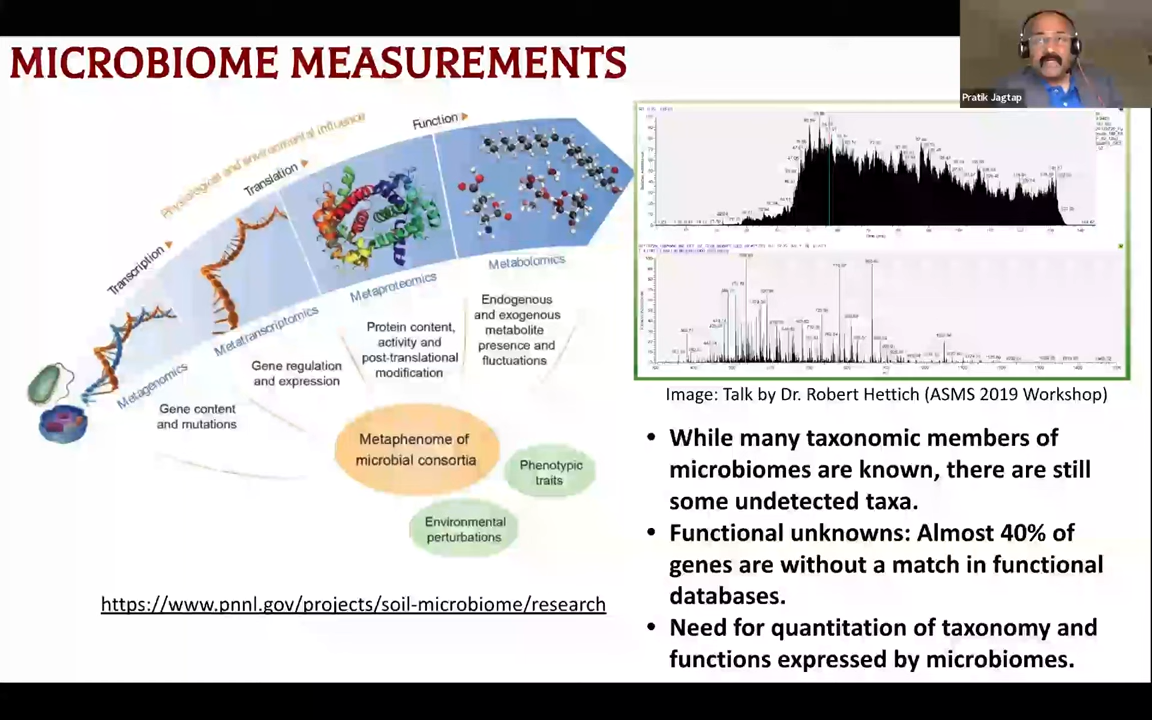 MICROBIOME MEASUREMENTS
Pratik Jagtap
Physiological and environmental influence
Function
Translation
Transcription
Metabolomics
Metaproteomics
Metatranscriptomics
Metagenomics
Endogenous
and exogenous
metabolite
presence and
fluctuations
Protein content,
activity and
post-translational
modification
Gene regulation
and expression
Gene content
and mutations
Metaphenome of
microbial consortia
Phenotypic
traits
Environmental
perturbations
https://www.pnnl.gov/projects/soil-microbiome/research
Image: Talk by Dr. Robert Hettich (ASMS 2019 Workshop)
• While many taxonomic members of
microbiomes are known, there are still
some undetected taxa.
• Functional unknowns: Almost 40% of
genes are without a match in functional
databases.
• Need for quantitation of taxonomy and
functions expressed by microbiomes.